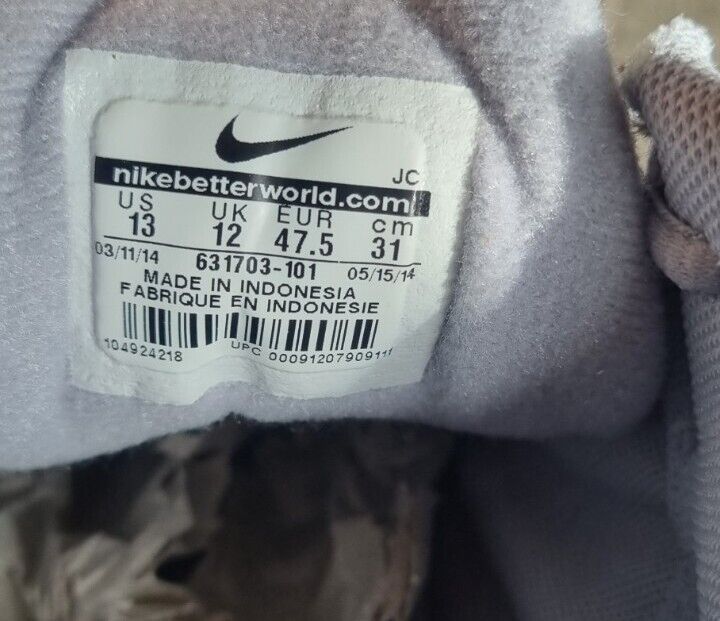 nikebetterworld.com JC
US UK EUR cm
13 12 47.5 31
03/11/14 631703-101 05/15/14
MADE IN INDONESIA
FABRIQUE EN INDONESIE
104924218 UPC 00091207909111